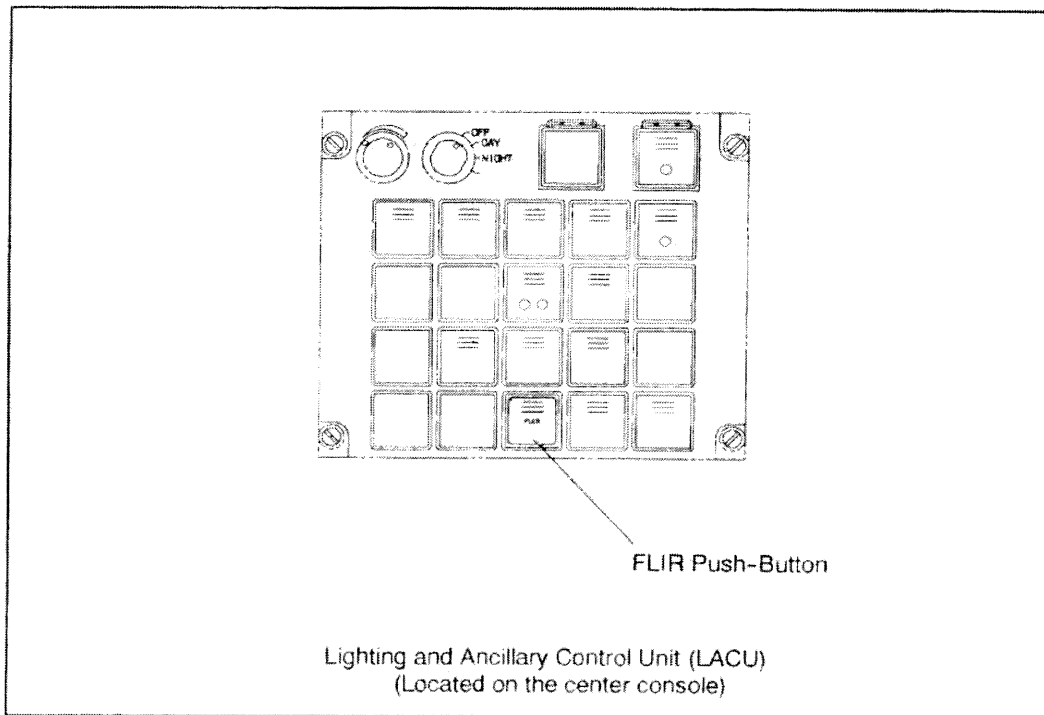 OFF
DAY
NIGHT
FLIR
FLIR Push-Button
Lighting and Ancillary Control Unit (LACU)
(Located on the center console)